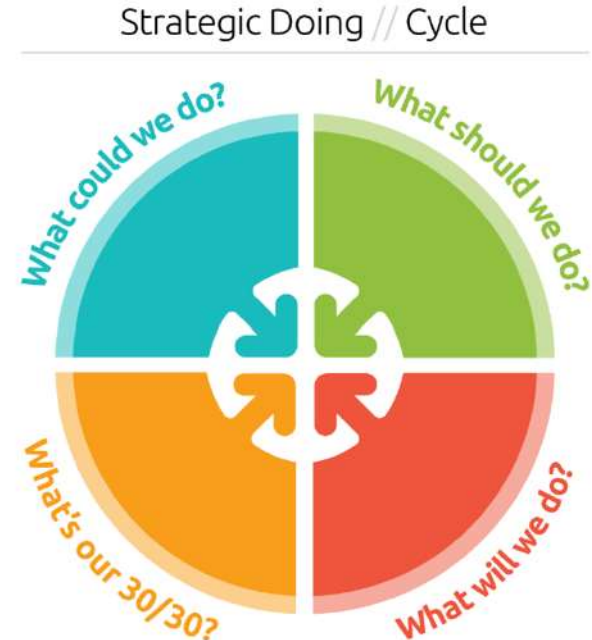 Strategic Doing // Cycle
What could we do?
What should we do?
What will we do?
What's our 30/30?